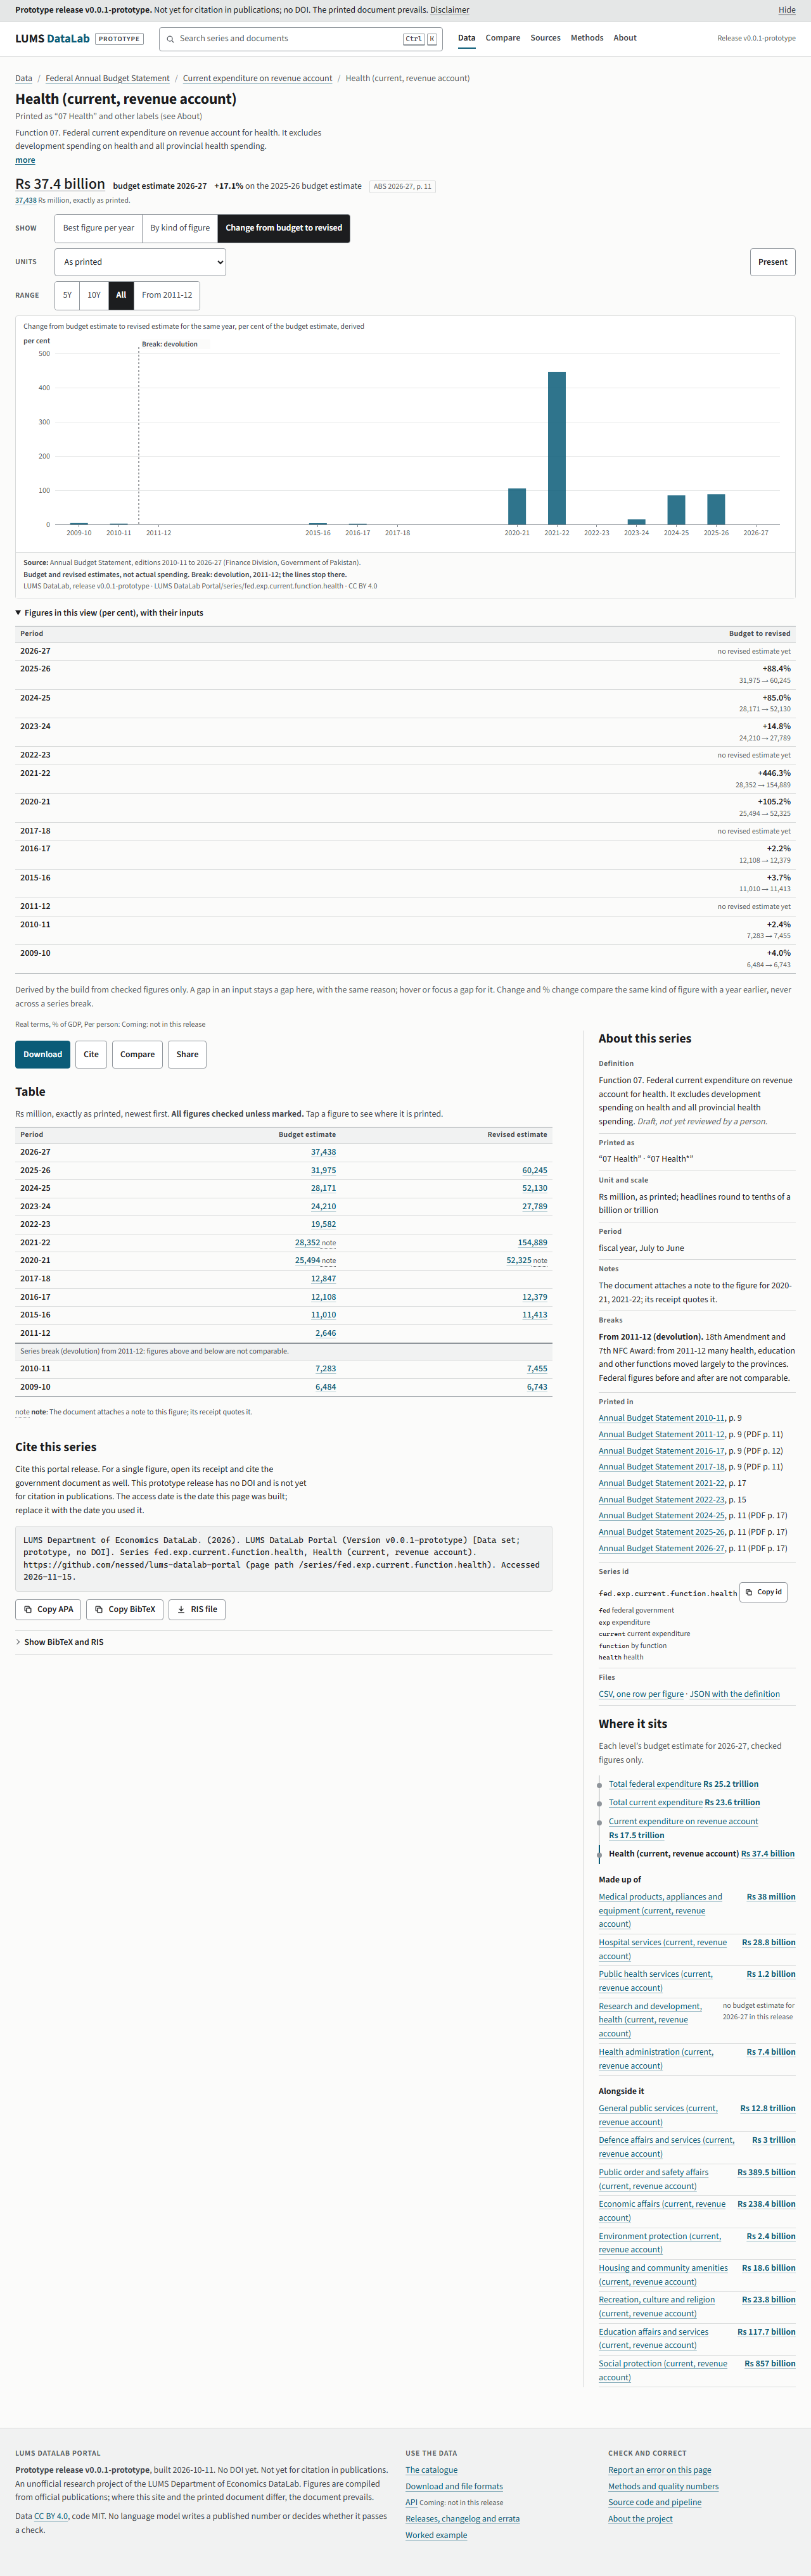 Prototype release v0.0.1-prototype. Not yet for citation in publications; no DOI. The printed document prevails. Disclaimer
Hide
LUMS DataLab PROTOTYPE
Search series and documents
Ctrl K
Data Compare Sources Methods About
Release v0.0.1-prototype
Data / Federal Annual Budget Statement / Current expenditure on revenue account / Health (current, revenue account)
Health (current, revenue account)
Printed as “07 Health” and other labels (see About)
Function 07. Federal current expenditure on revenue account for health. It excludes
development spending on health and all provincial health spending.
more
Rs 37.4 billion budget estimate 2026-27 +17.1% on the 2025-26 budget estimate ABS 2026-27, p. 11
37,438 Rs million, exactly as printed.
SHOW
Best figure per year
By kind of figure
Change from budget to revised
UNITS
As printed
Present
RANGE
5Y
10Y
All
From 2011-12
Change from budget estimate to revised estimate for the same year, per cent of the budget estimate, derived
per cent
Break: devolution
500
400
300
200
100
0
2009-10 2010-11 2011-12 2015-16 2016-17 2017-18 2020-21 2021-22 2022-23 2023-24 2024-25 2025-26 2026-27
Source: Annual Budget Statement, editions 2010-11 to 2026-27 (Finance Division, Government of Pakistan).
Budget and revised estimates, not actual spending. Break: devolution, 2011-12; the lines stop there.
LUMS DataLab, release v0.0.1-prototype · LUMS DataLab Portal/series/fed.exp.current.function.health · CC BY 4.0
▼ Figures in this view (per cent), with their inputs
Period Budget to revised
2026-27 no revised estimate yet
2025-26 +88.4%
31,975 → 60,245
2024-25 +85.0%
28,171 → 52,130
2023-24 +14.8%
24,210 → 27,789
2022-23 no revised estimate yet
2021-22 +446.3%
28,352 → 154,889
2020-21 +105.2%
25,494 → 52,325
2017-18 no revised estimate yet
2016-17 +2.2%
12,108 → 12,379
2015-16 +3.7%
11,010 → 11,413
2011-12 no revised estimate yet
2010-11 +2.4%
7,283 → 7,455
2009-10 +4.0%
6,484 → 6,743
Derived by the build from checked figures only. A gap in an input stays a gap here, with the same reason; hover or focus a gap for it. Change and % change compare the same kind of figure with a year earlier, never
across a series break.
Real terms, % of GDP, Per person: Coming: not in this release
Download
Cite
Compare
Share
Table
Rs million, exactly as printed, newest first. All figures checked unless marked. Tap a figure to see where it is printed.
Period Budget estimate Revised estimate
2026-27 37,438
2025-26 31,975 60,245
2024-25 28,171 52,130
2023-24 24,210 27,789
2022-23 19,582
2021-22 28,352 note 154,889
2020-21 25,494 note 52,325 note
2017-18 12,847
2016-17 12,108 12,379
2015-16 11,010 11,413
2011-12 2,646
Series break (devolution) from 2011-12: figures above and below are not comparable.
2010-11 7,283 7,455
2009-10 6,484 6,743
note note: The document attaches a note to this figure; its receipt quotes it.
Cite this series
Cite this portal release. For a single figure, open its receipt and cite the
government document as well. This prototype release has no DOI and is not yet
for citation in publications. The access date is the date this page was built;
replace it with the date you used it.
LUMS Department of Economics DataLab. (2026). LUMS DataLab Portal (Version v0.0.1-prototype) [Data set;
prototype, no DOI]. Series fed.exp.current.function.health, Health (current, revenue account).
https://github.com/nessed/lums-datalab-portal (page path /series/fed.exp.current.function.health). Accessed
2026-11-15.
Copy APA
Copy BibTeX
RIS file
Show BibTeX and RIS
About this series
Definition
Function 07. Federal current expenditure on revenue
account for health. It excludes development
spending on health and all provincial health
spending. Draft, not yet reviewed by a person.
Printed as
“07 Health” · “07 Health*”
Unit and scale
Rs million, as printed; headlines round to tenths of a
billion or trillion
Period
fiscal year, July to June
Notes
The document attaches a note to the figure for 2020-
21, 2021-22; its receipt quotes it.
Breaks
From 2011-12 (devolution). 18th Amendment and
7th NFC Award: from 2011-12 many health, education
and other functions moved largely to the provinces.
Federal figures before and after are not comparable.
Printed in
Annual Budget Statement 2010-11, p. 9
Annual Budget Statement 2011-12, p. 9 (PDF p. 11)
Annual Budget Statement 2016-17, p. 9 (PDF p. 12)
Annual Budget Statement 2017-18, p. 9 (PDF p. 11)
Annual Budget Statement 2021-22, p. 17
Annual Budget Statement 2022-23, p. 15
Annual Budget Statement 2024-25, p. 11 (PDF p. 17)
Annual Budget Statement 2025-26, p. 11 (PDF p. 17)
Annual Budget Statement 2026-27, p. 11 (PDF p. 17)
Series id
fed.exp.current.function.health Copy id
fed federal government
exp expenditure
current current expenditure
function by function
health health
Files
CSV, one row per figure · JSON with the definition
Where it sits
Each level's budget estimate for 2026-27, checked
figures only.
Total federal expenditure Rs 25.2 trillion
Total current expenditure Rs 23.6 trillion
Current expenditure on revenue account
Rs 17.5 trillion
Health (current, revenue account) Rs 37.4 billion
Made up of
Medical products, appliances and Rs 38 million
equipment (current, revenue
account)
Hospital services (current, revenue Rs 28.8 billion
account)
Public health services (current, Rs 1.2 billion
revenue account)
Research and development, no budget estimate for
health (current, revenue 2026-27 in this release
account)
Health administration (current, Rs 7.4 billion
revenue account)
Alongside it
General public services (current, Rs 12.8 trillion
revenue account)
Defence affairs and services (current, Rs 3 trillion
revenue account)
Public order and safety affairs Rs 389.5 billion
(current, revenue account)
Economic affairs (current, revenue Rs 238.4 billion
account)
Environment protection (current, Rs 2.4 billion
revenue account)
Housing and community amenities Rs 18.6 billion
(current, revenue account)
Recreation, culture and religion Rs 23.8 billion
(current, revenue account)
Education affairs and services Rs 117.7 billion
(current, revenue account)
Social protection (current, revenue Rs 857 billion
account)
LUMS DATALAB PORTAL
Prototype release v0.0.1-prototype, built 2026-10-11. No DOI yet. Not yet for citation in publications.
An unofficial research project of the LUMS Department of Economics DataLab. Figures are compiled
from official publications; where this site and the printed document differ, the document prevails.
Data CC BY 4.0, code MIT. No language model writes a published number or decides whether it passes
a check.
USE THE DATA
The catalogue
Download and file formats
API Coming: not in this release
Releases, changelog and errata
Worked example
CHECK AND CORRECT
Report an error on this page
Methods and quality numbers
Source code and pipeline
About the project